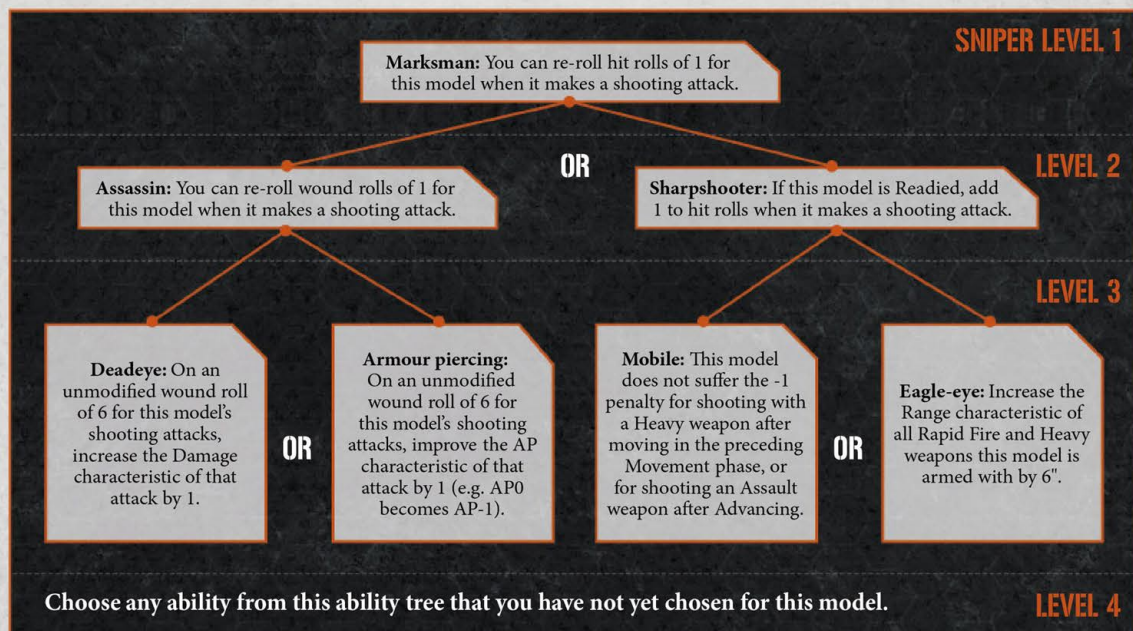 SNIPER LEVEL 1
Marksman: You can re-roll hit rolls of 1 for
this model when it makes a shooting attack.
OR
LEVEL 2
Assassin: You can re-roll wound rolls of 1 for
this model when it makes a shooting attack.
Sharpshooter: If this model is Readied, add
1 to hit rolls when it makes a shooting attack.
LEVEL 3
Deadeye: On an
unmodified wound roll
of 6 for this model's
shooting attacks,
increase the Damage
characteristic of that
attack by 1.
OR
Armour piercing:
On an unmodified
wound roll of 6 for
this model's shooting
attacks, improve the AP
characteristic of that
attack by 1 (e.g. AP0
becomes AP-1).
Mobile: This model
does not suffer the -1
penalty for shooting with
a Heavy weapon after
moving in the preceding
Movement phase, or
for shooting an Assault
weapon after Advancing.
OR
Eagle-eye: Increase the
Range characteristic of
all Rapid Fire and Heavy
weapons this model is
armed with by 6".
Choose any ability from this ability tree that you have not yet chosen for this model.
LEVEL 4